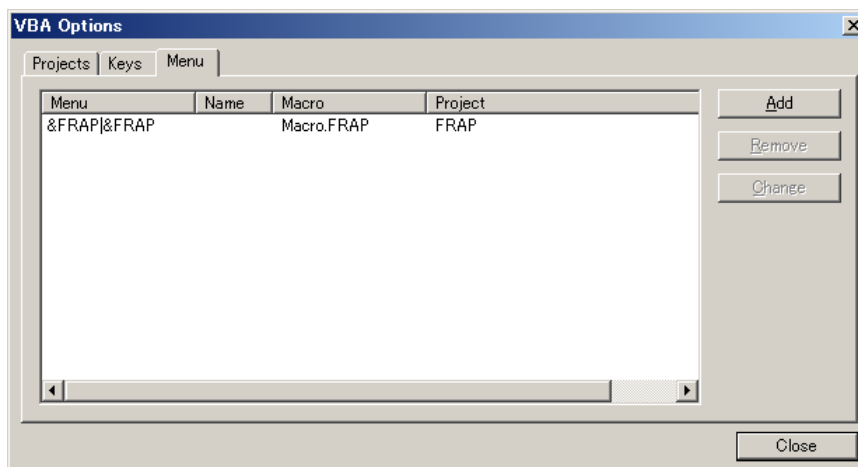 VBA Options
Projects Keys Menu
Menu Name Macro Project
&FRAP|&FRAP Macro.FRAP FRAP
Add
Remove
Change
Close